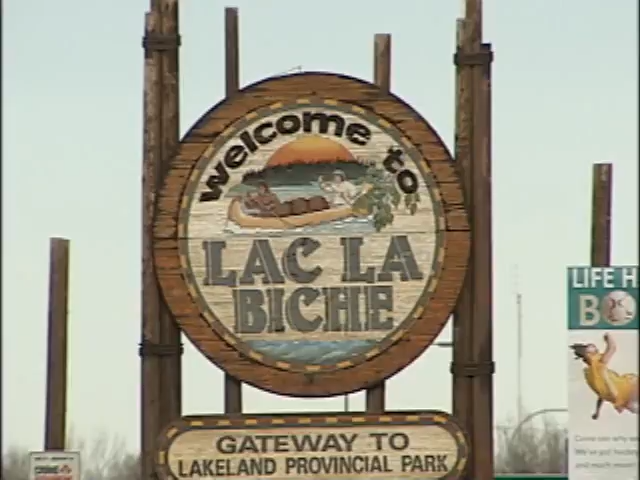 welcome to
LAC LA
BICHE
GATEWAY TO
LAKELAND PROVINCIAL PARK
LIFE H
BO